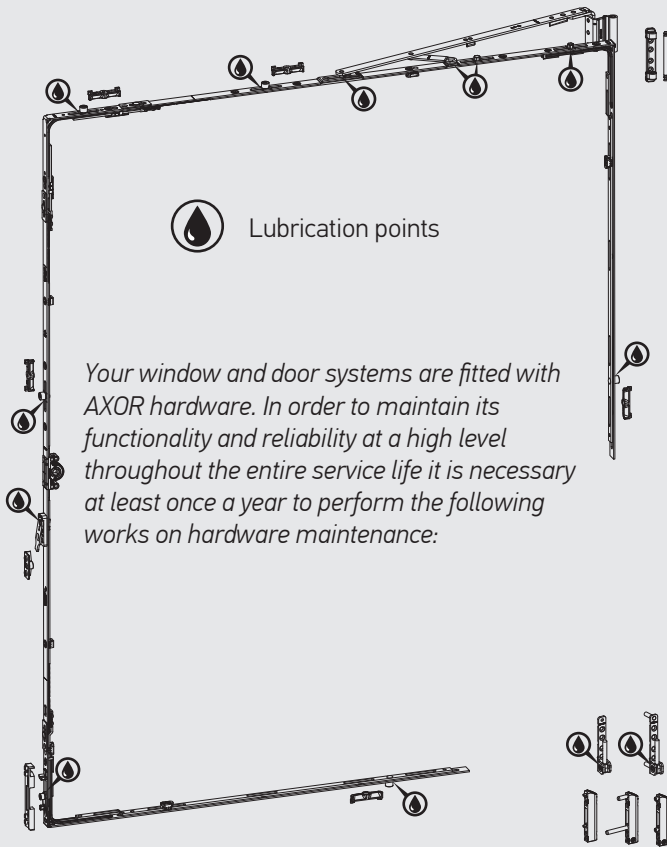 Lubrication points
Your window and door systems are fitted with
AXOR hardware. In order to maintain its
functionality and reliability at a high level
throughout the entire service life it is necessary
at least once a year to perform the following
works on hardware maintenance: